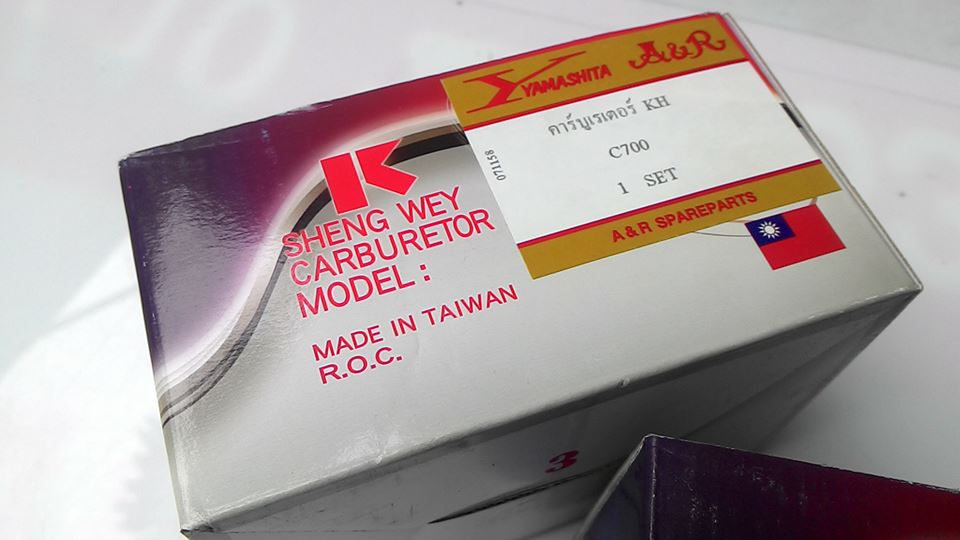 YAMASHITA
A&R
คาร์บูเรเตอร์ KH
C700
1 SET
071158
A&R SPAREPARTS
K
SHENG WEY
CARBURETOR
MODEL :
MADE IN TAIWAN
R.O.C.
3